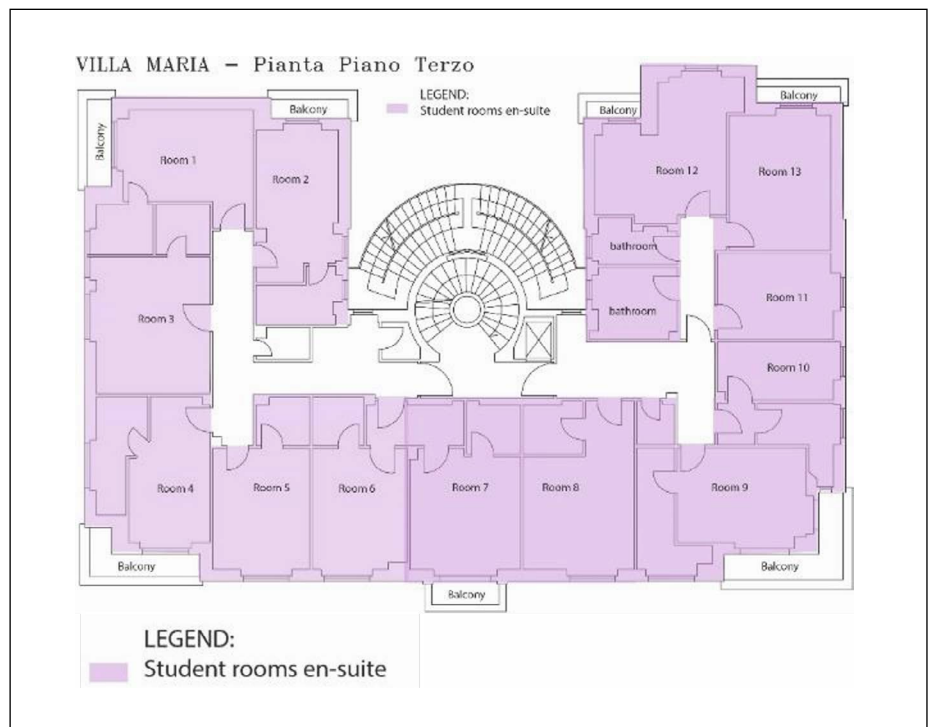 VILLA MARIA – Pianta Piano Terzo
LEGEND:
Student rooms en-suite
Balcony
Balcony
Balcony
Balcony
Room 1
Room 2
Room 12
Room 13
bathroom
Room 3
bathroom
Room 11
Room 10
Room 4
Room 5
Room 6
Room 7
Room 8
Room 9
Balcony
Balcony
Balcony
LEGEND:
Student rooms en-suite